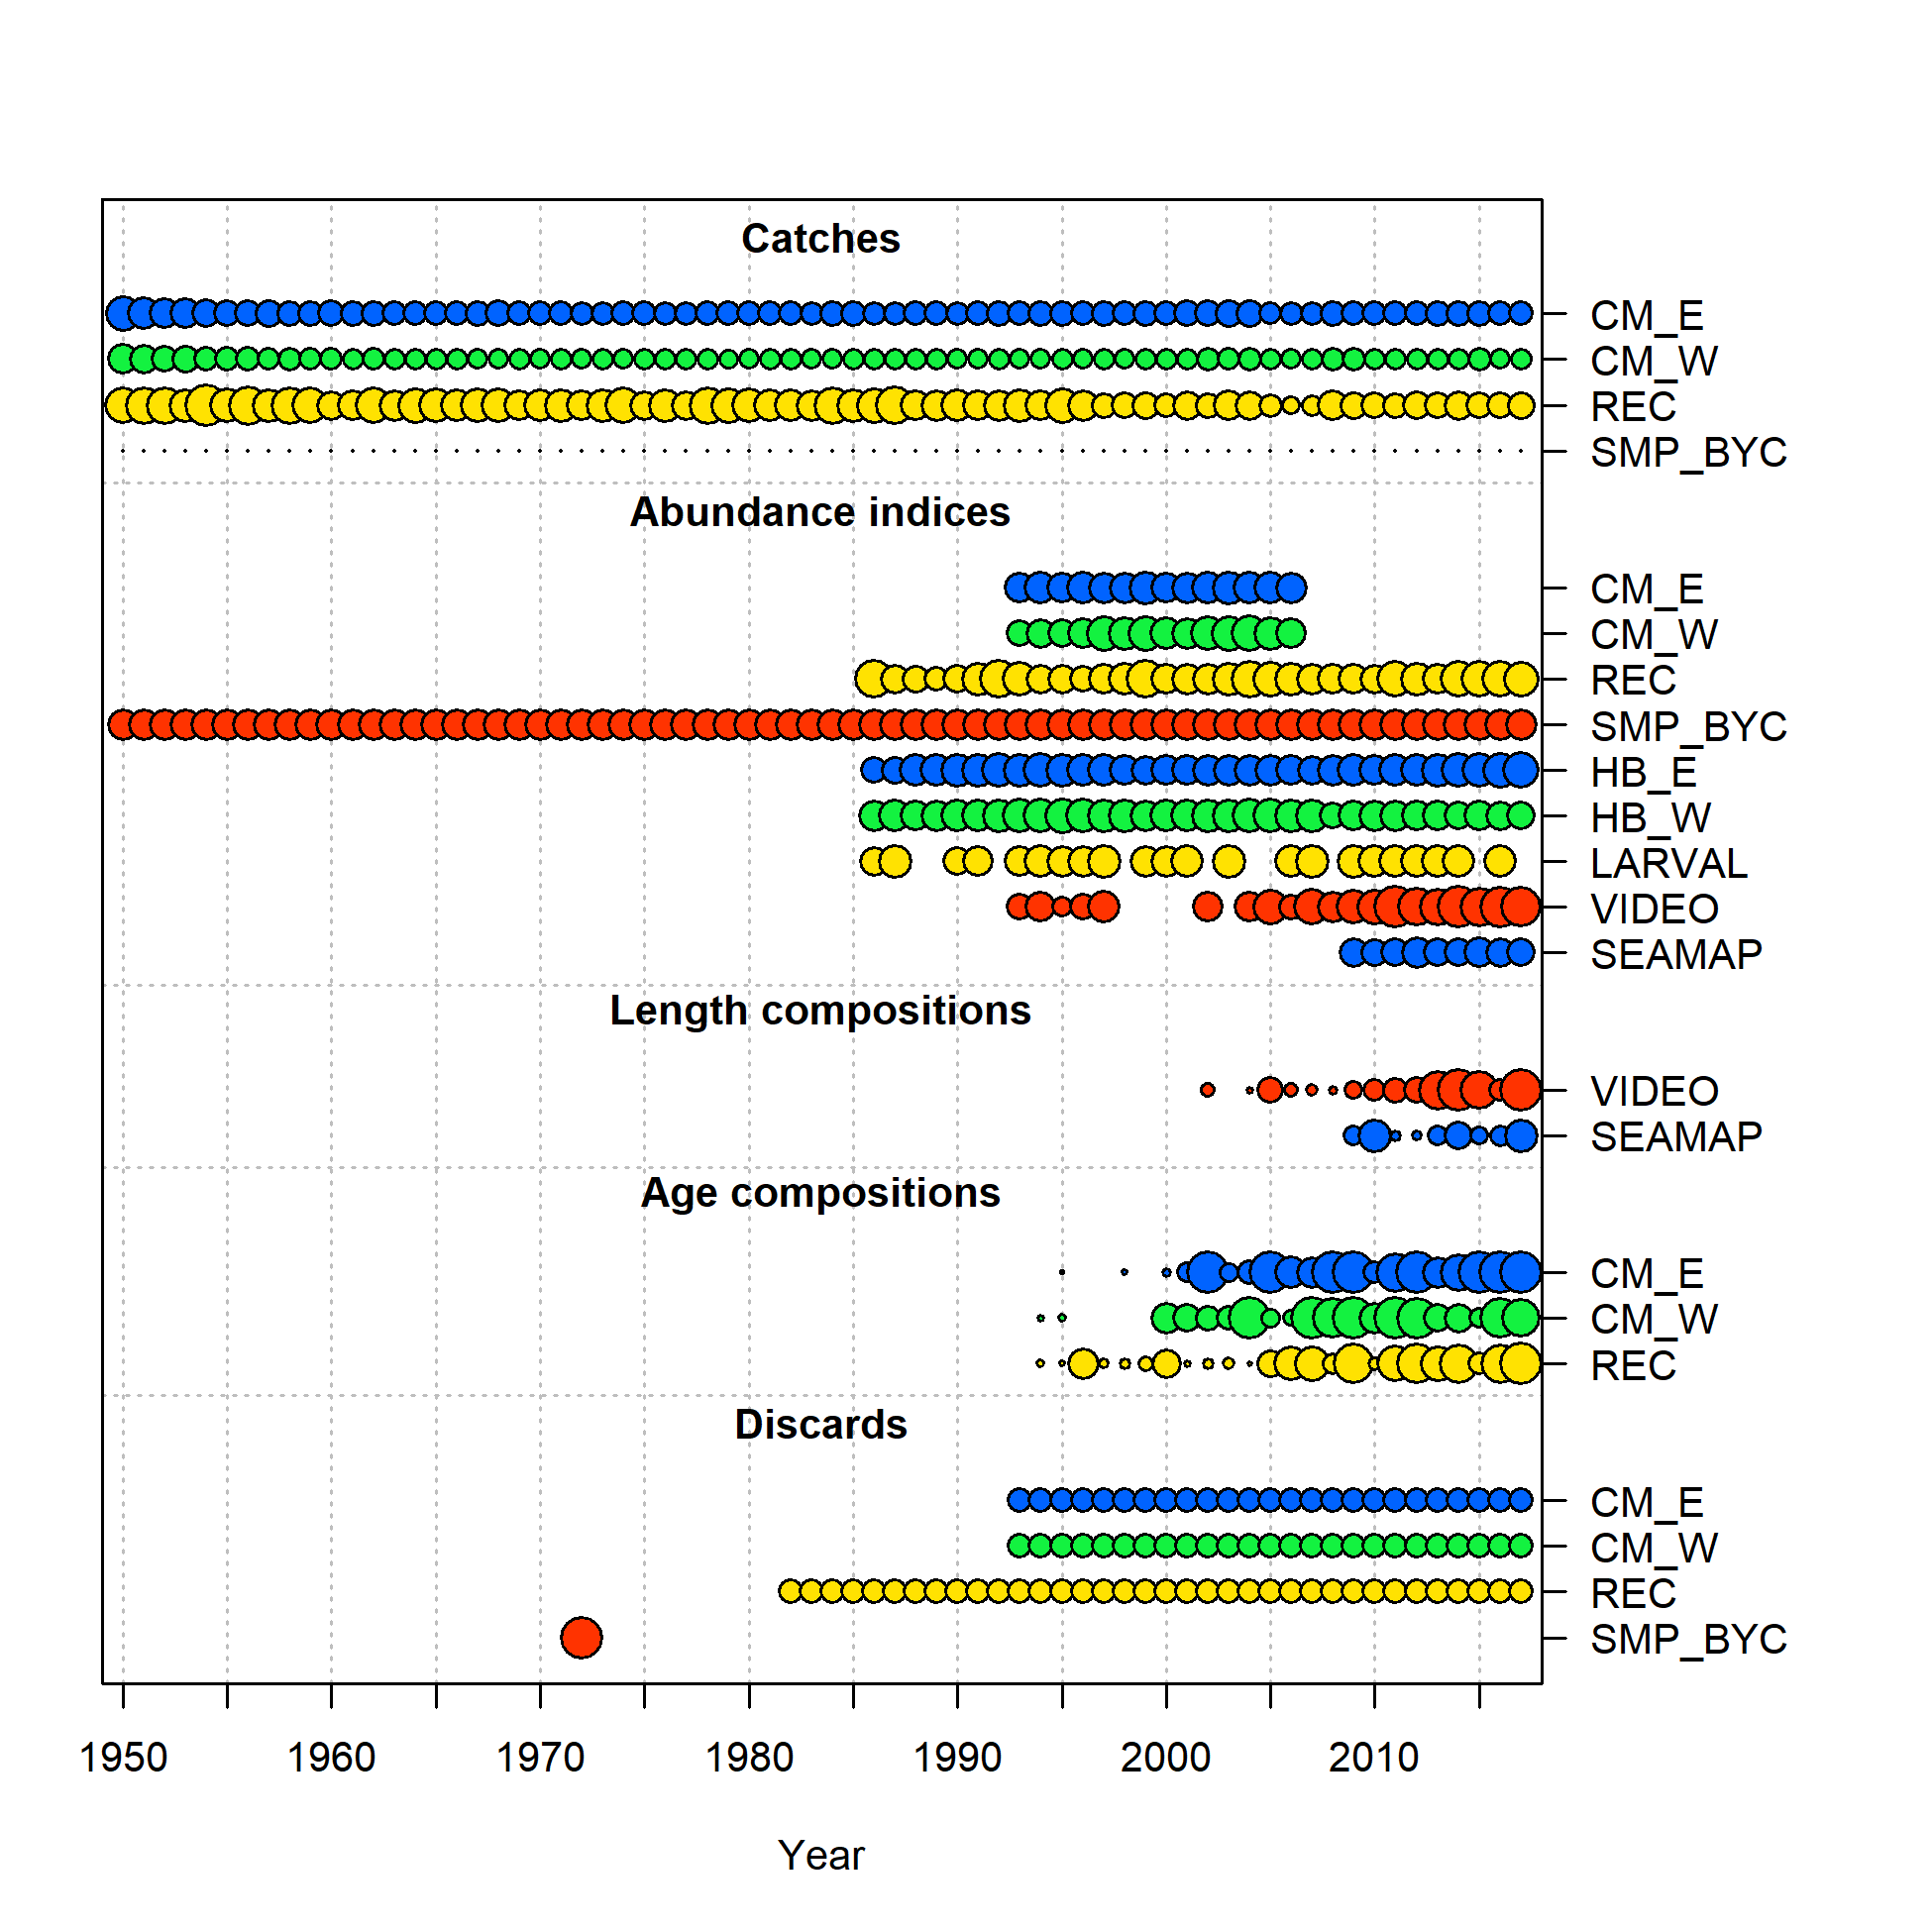 Catches
CM_E
CM_W
REC
SMP_BYC
Abundance indices
CM_E
CM_W
REC
SMP_BYC
HB_E
HB_W
LARVAL
VIDEO
SEAMAP
Length compositions
VIDEO
SEAMAP
Age compositions
CM_E
CM_W
REC
Discards
CM_E
CM_W
REC
SMP_BYC
1950 1960 1970 1980 1990 2000 2010
Year